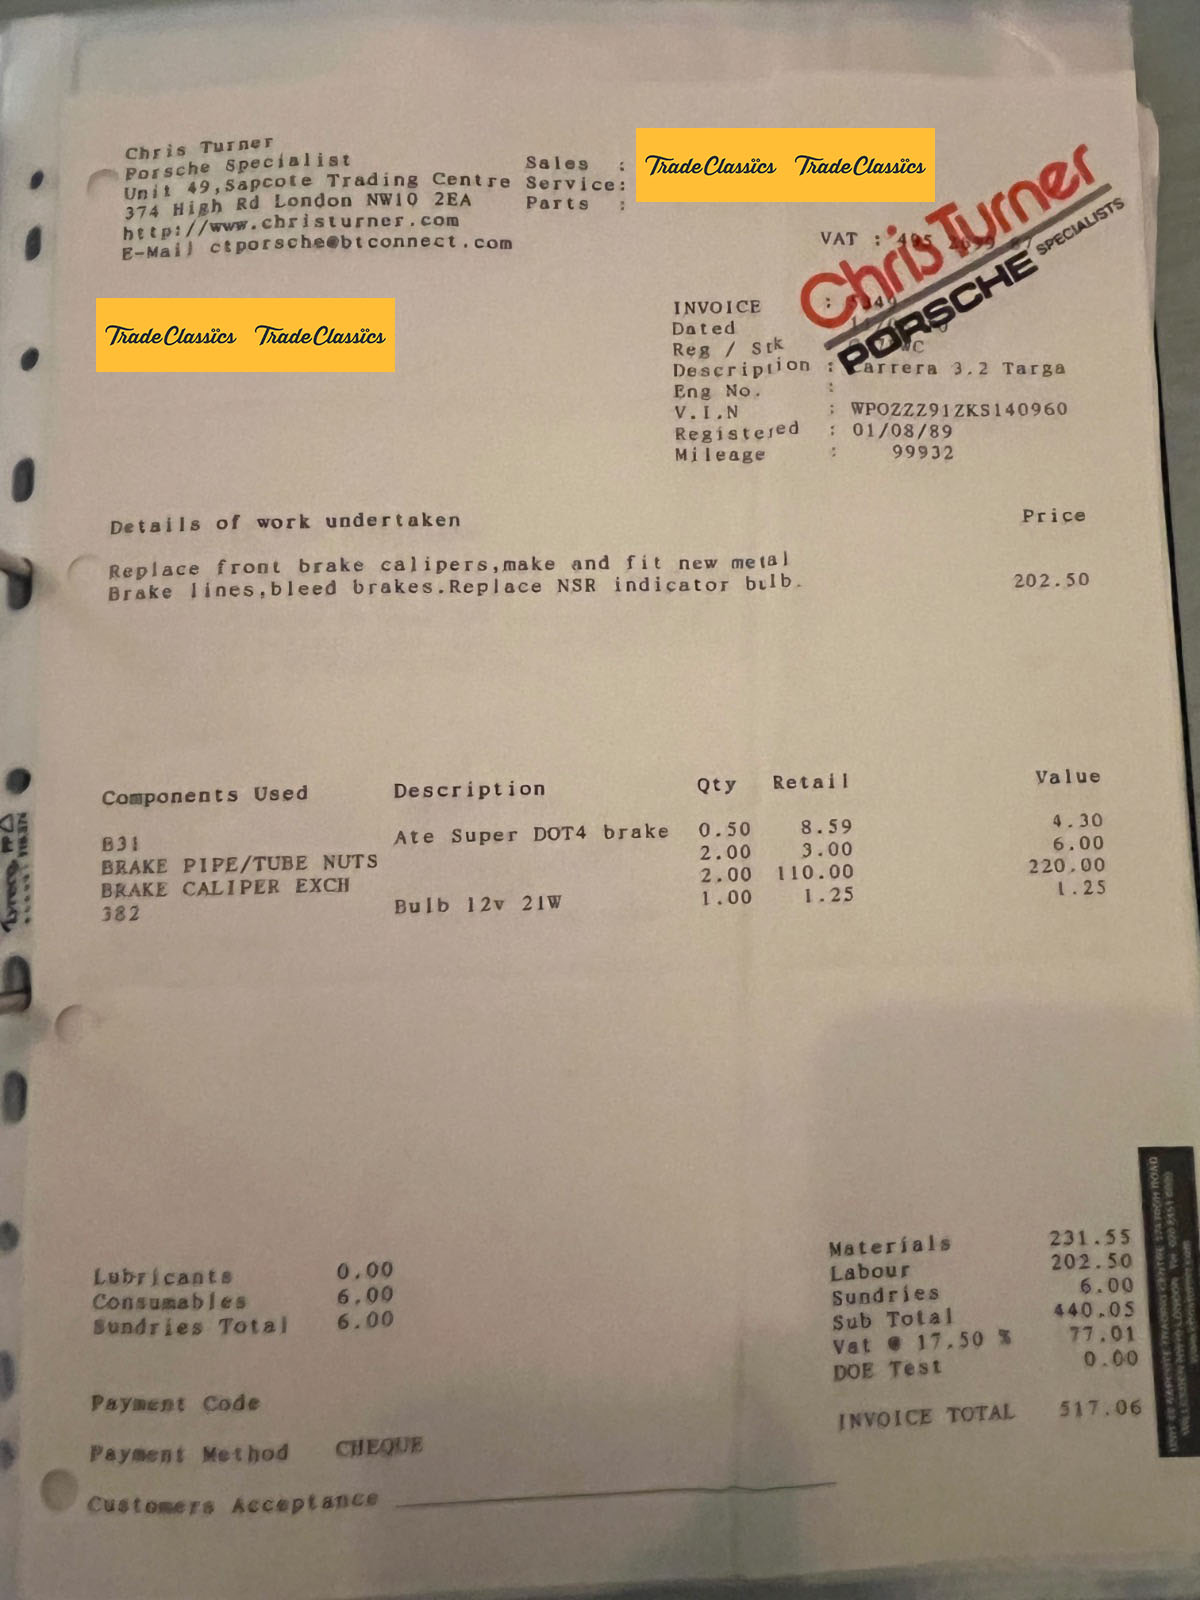 Chris Turner
Porsche Specialist
Unit 49,Sapcote Trading Centre
374 High Rd London NW10 2EA
http://www.christurner.com
E-Mail ctporsche@btconnect.com
Sales :
Service:
Parts :
TradeClassics TradeClassics
VAT :
Chris Turner
PORSCHE SPECIALISTS
TradeClassics TradeClassics
INVOICE :
Dated
Reg / Stk
Description : Carrera 3.2 Targa
Eng No. :
V.I.N : WPOZZZ91ZKS140960
Registered : 01/08/89
Mileage : 99932
Details of work undertaken Price
Replace front brake calipers,make and fit new metal
Brake lines,bleed brakes.Replace NSR indicator bulb. 202.50
Components Used Description Qty Retail Value
B31 Ate Super DOT4 brake 0.50 8.59 4.30
BRAKE PIPE/TUBE NUTS 2.00 3.00 6.00
BRAKE CALIPER EXCH 2.00 110.00 220.00
382 Bulb 12v 21W 1.00 1.25 1.25
Lyreco PP
Lubricants 0.00
Consumables 6.00
Sundries Total 6.00
Materials 231.55
Labour 202.50
Sundries 6.00
Sub Total 440.05
Vat @ 17.50 % 77.01
DOE Test 0.00
INVOICE TOTAL 517.06
Payment Code
Payment Method CHEQUE
Customers Acceptance